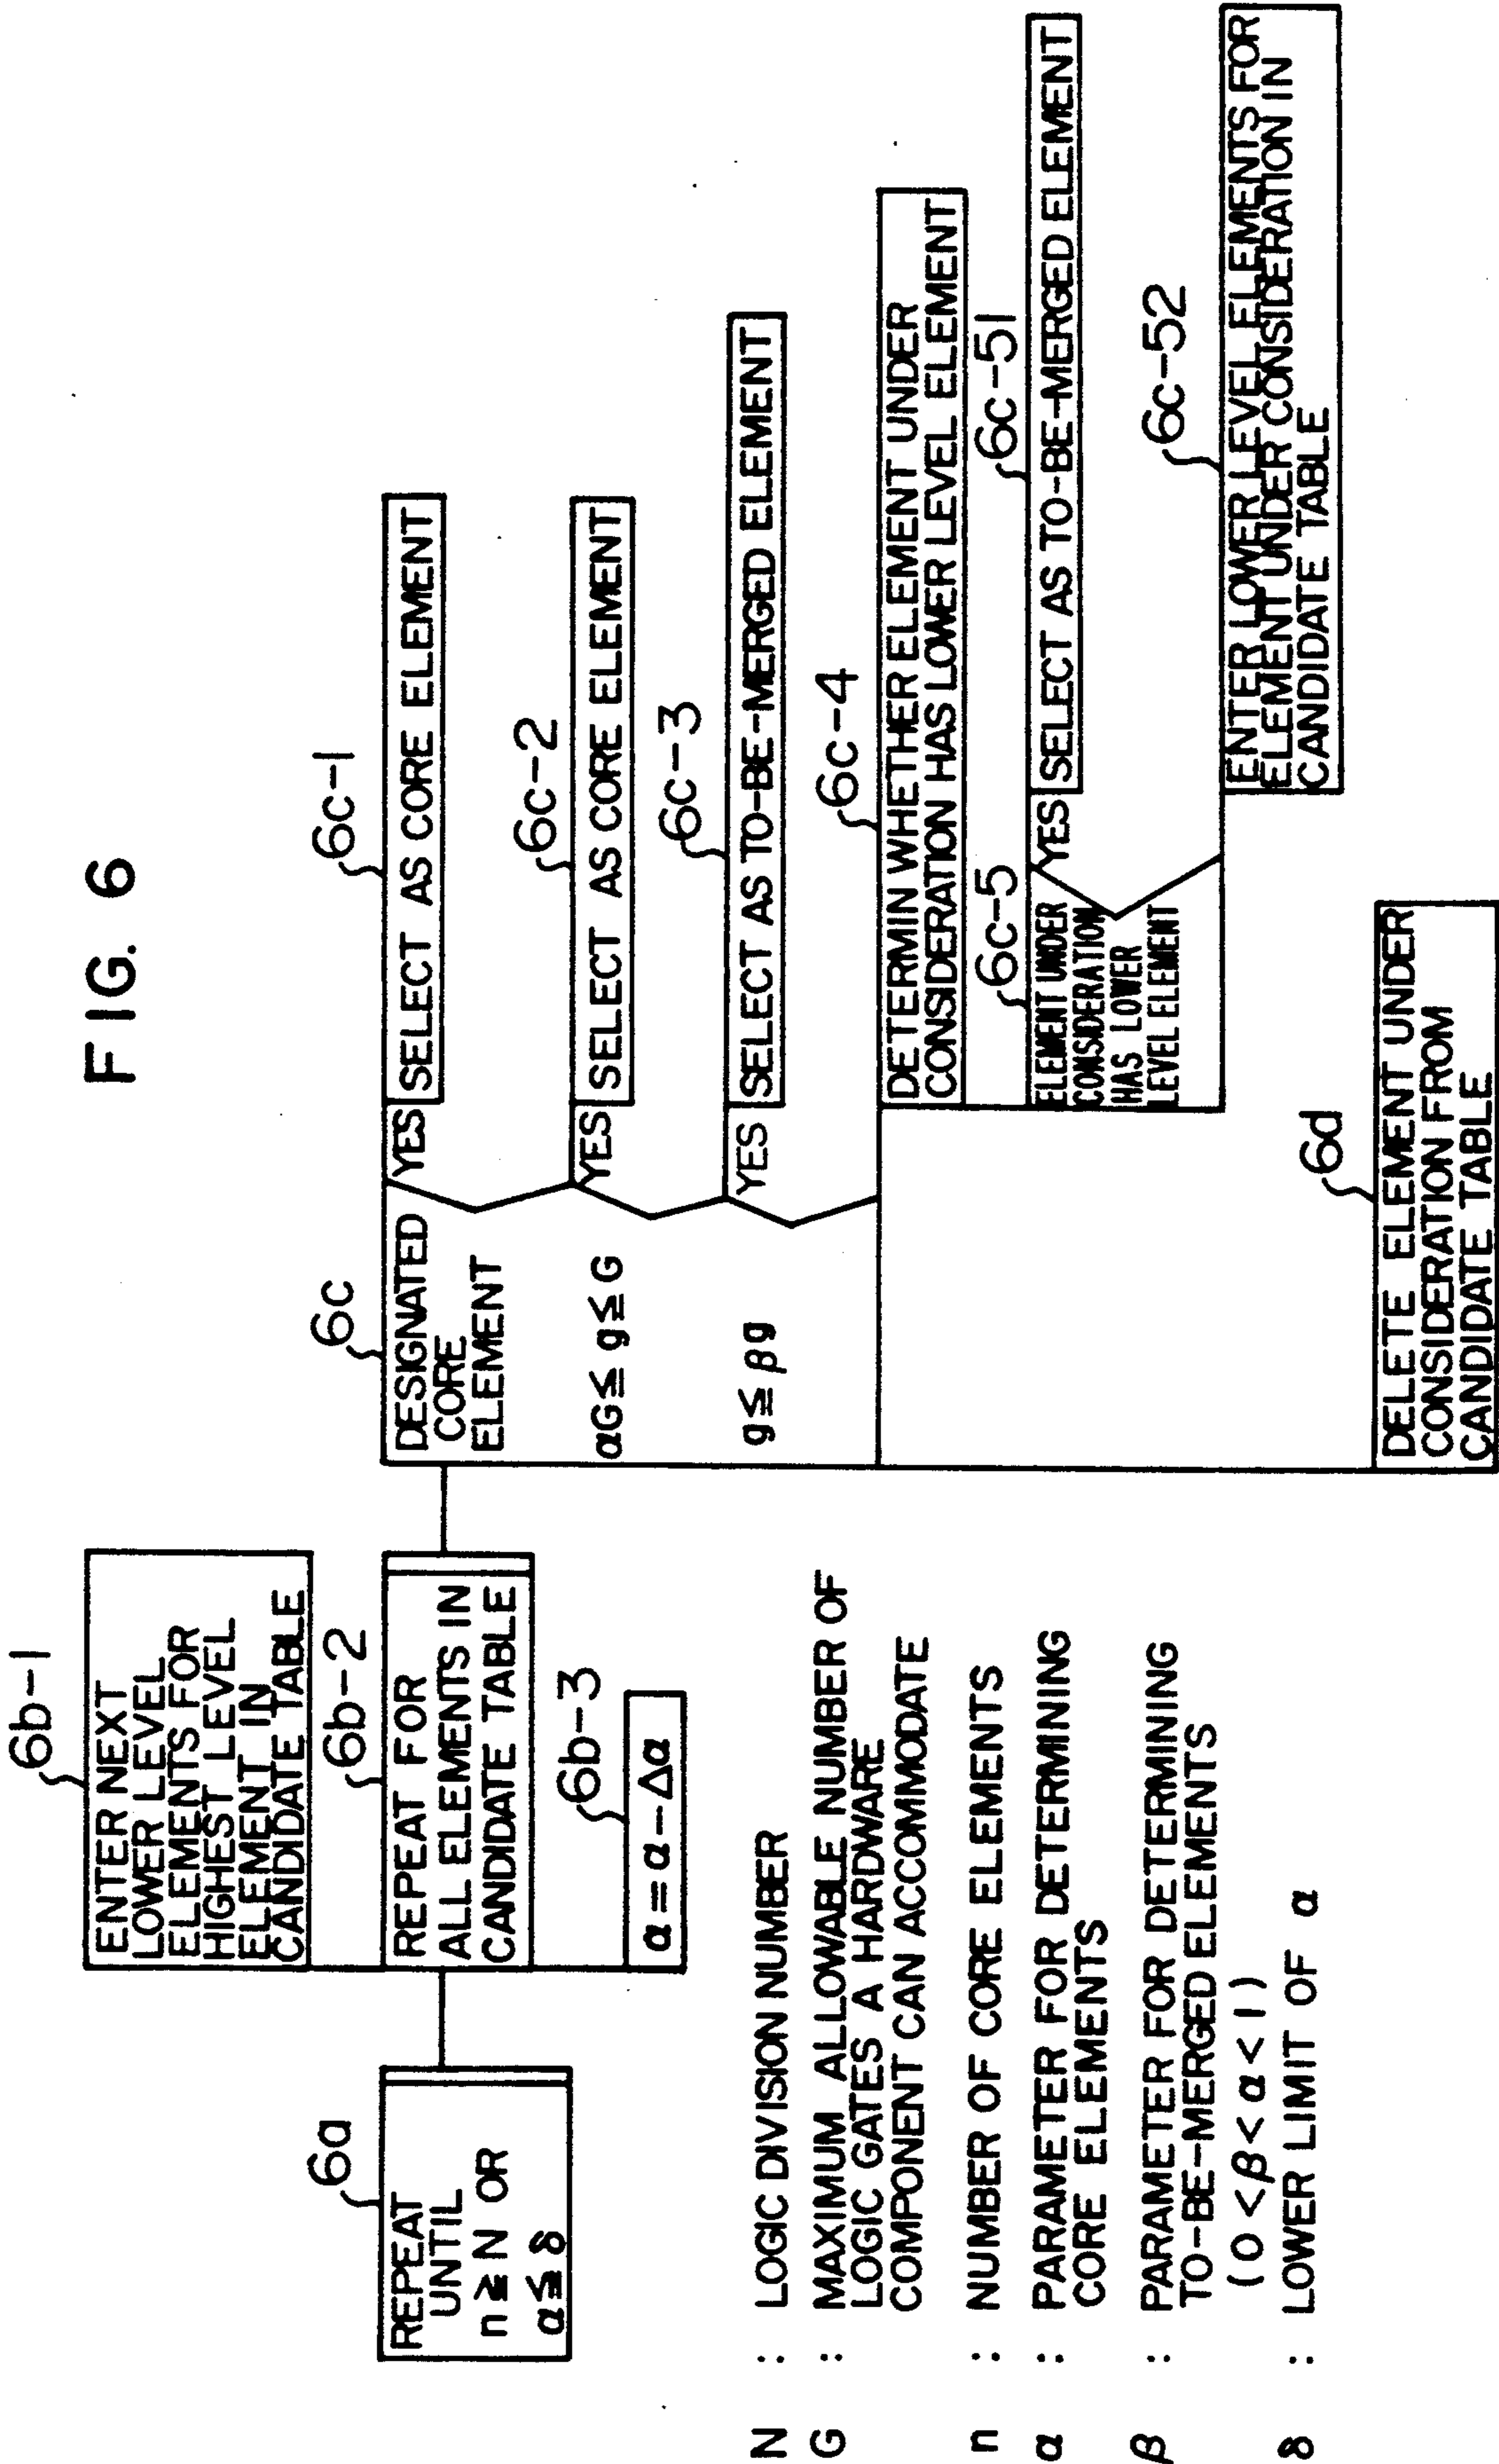 FIG. 6
6a
REPEAT
UNTIL
n ≧ N OR
α ≦ δ
6b-1
ENTER NEXT
LOWER LEVEL
ELEMENTS FOR
HIGHEST LEVEL
ELEMENT IN
CANDIDATE TABLE
6b-2
REPEAT FOR
ALL ELEMENTS IN
CANDIDATE TABLE
6b-3
α = α - Δα
6c
DESIGNATED
CORE
ELEMENT
YES
6c-1
SELECT AS CORE ELEMENT
αG ≦ g ≦ G
YES
6c-2
SELECT AS CORE ELEMENT
g ≦ βg
YES
6c-3
SELECT AS TO-BE-MERGED ELEMENT
6c-4
DETERMIN WHETHER ELEMENT UNDER
CONSIDERATION HAS LOWER LEVEL ELEMENT
6c-5
ELEMENT UNDER
CONSIDERATION
HAS LOWER
LEVEL ELEMENT
YES
6c-51
SELECT AS TO-BE-MERGED ELEMENT
6c-52
ENTER LOWER LEVEL ELEMENTS FOR
ELEMENT UNDER CONSIDERATION IN
CANDIDATE TABLE
6d
DELETE ELEMENT UNDER
CONSIDERATION FROM
CANDIDATE TABLE
N : LOGIC DIVISION NUMBER
G : MAXIMUM ALLOWABLE NUMBER OF
LOGIC GATES A HARDWARE
COMPONENT CAN ACCOMMODATE
n : NUMBER OF CORE ELEMENTS
α : PARAMETER FOR DETERMINING
CORE ELEMENTS
β : PARAMETER FOR DETERMINING
TO-BE-MERGED ELEMENTS
(0 < β < α < 1)
δ : LOWER LIMIT OF α